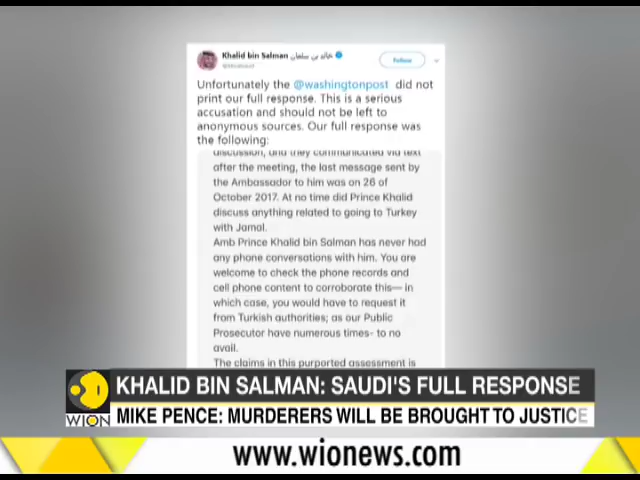 Khalid bin Salman خالد بن سلمان
Follow
Unfortunately the @washingtonpost did not
print our full response. This is a serious
accusation and should not be left to
anonymous sources. Our full response was
the following:
discussion, and they communicated via text
after the meeting, the last message sent by
the Ambassador to him was on 26 of
October 2017. At no time did Prince Khalid
discuss anything related to going to Turkey
with Jamal.
Amb Prince Khalid bin Salman has never had
any phone conversations with him. You are
welcome to check the phone records and
cell phone content to corroborate this— in
which case, you would have to request it
from Turkish authorities; as our Public
Prosecutor have numerous times- to no
avail.
The claims in this purported assessment is
KHALID BIN SALMAN: SAUDI'S FULL RESPONSE
WION
MIKE PENCE: MURDERERS WILL BE BROUGHT TO JUSTICE
www.wionews.com